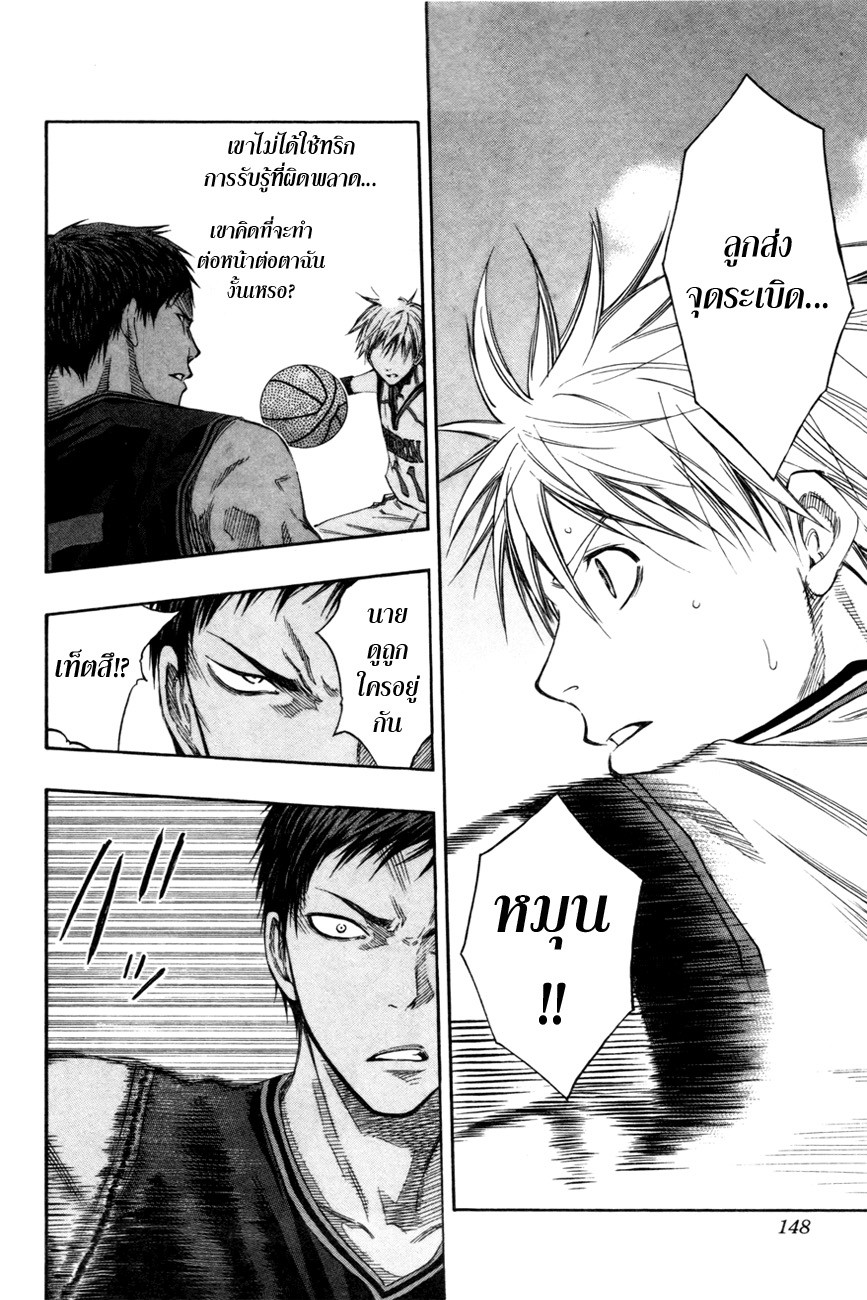 ลูกส่ง
จุดระเบิด...
หมุน
!!
เขาไม่ได้ใช้ทริก
การรับรู้ที่ผิดพลาด...
เขาคิดที่จะทำ
ต่อหน้าต่อตาฉัน
งั้นเหรอ?
นาย
ดูถูก
ใครอยู่
กัน
เท็ตสึ!?
11
148